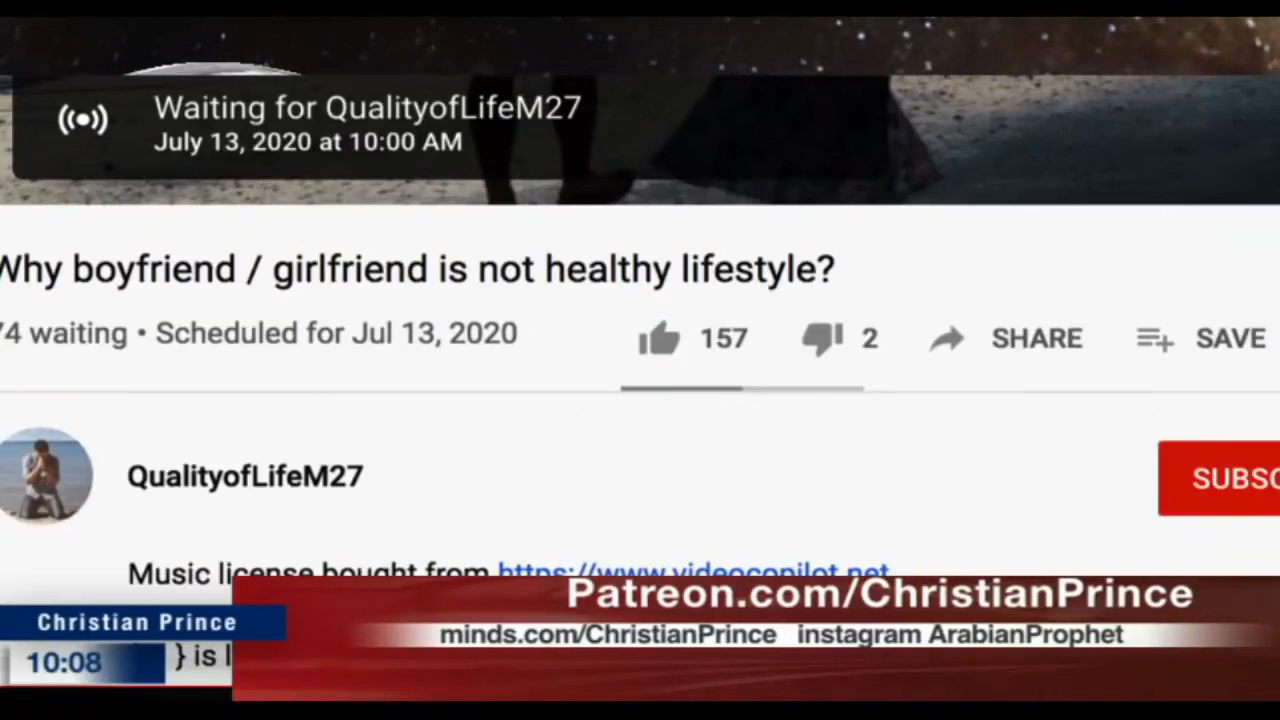 Waiting for QualityofLifeM27
July 13, 2020 at 10:00 AM
Why boyfriend / girlfriend is not healthy lifestyle?
74 waiting • Scheduled for Jul 13, 2020
157 2 SHARE SAVE
QualityofLifeM27
SUBSC
Music license bought from https://www.videocopilot.net
Patreon.com/ChristianPrince
Christian Prince
minds.com/ChristianPrince instagram ArabianProphet
10:08
} is l